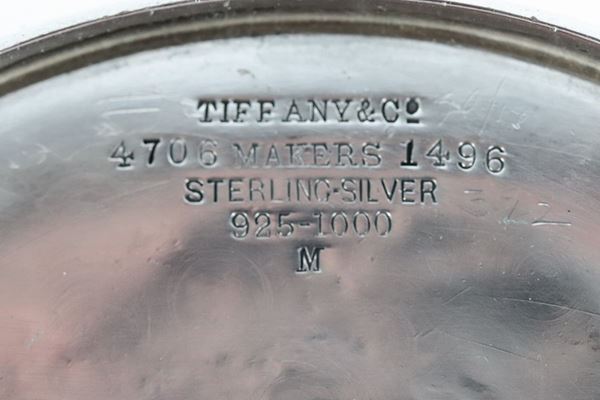 TIFFANY & Cº
4706 MAKERS 1496
STERLING-SILVER
925-1000
M